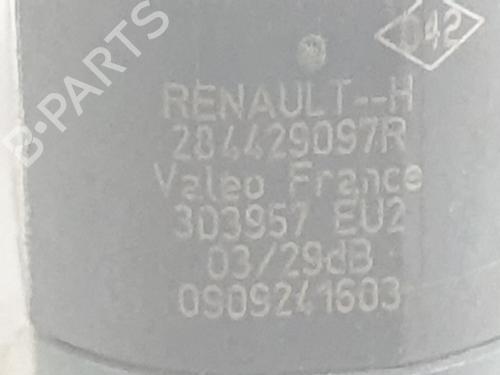 042
RENAULT--H
284429097R
Valeo France
303957 EU2
03/29dB
0909241603
B-PARTS